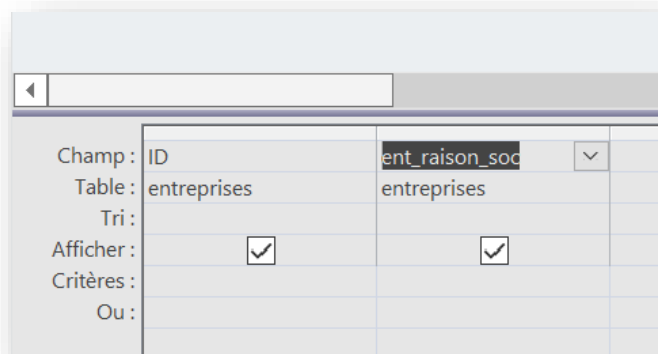 Champ : ID ent_raison_soc
Table : entreprises entreprises
Tri :
Afficher :
Critères :
Ou :